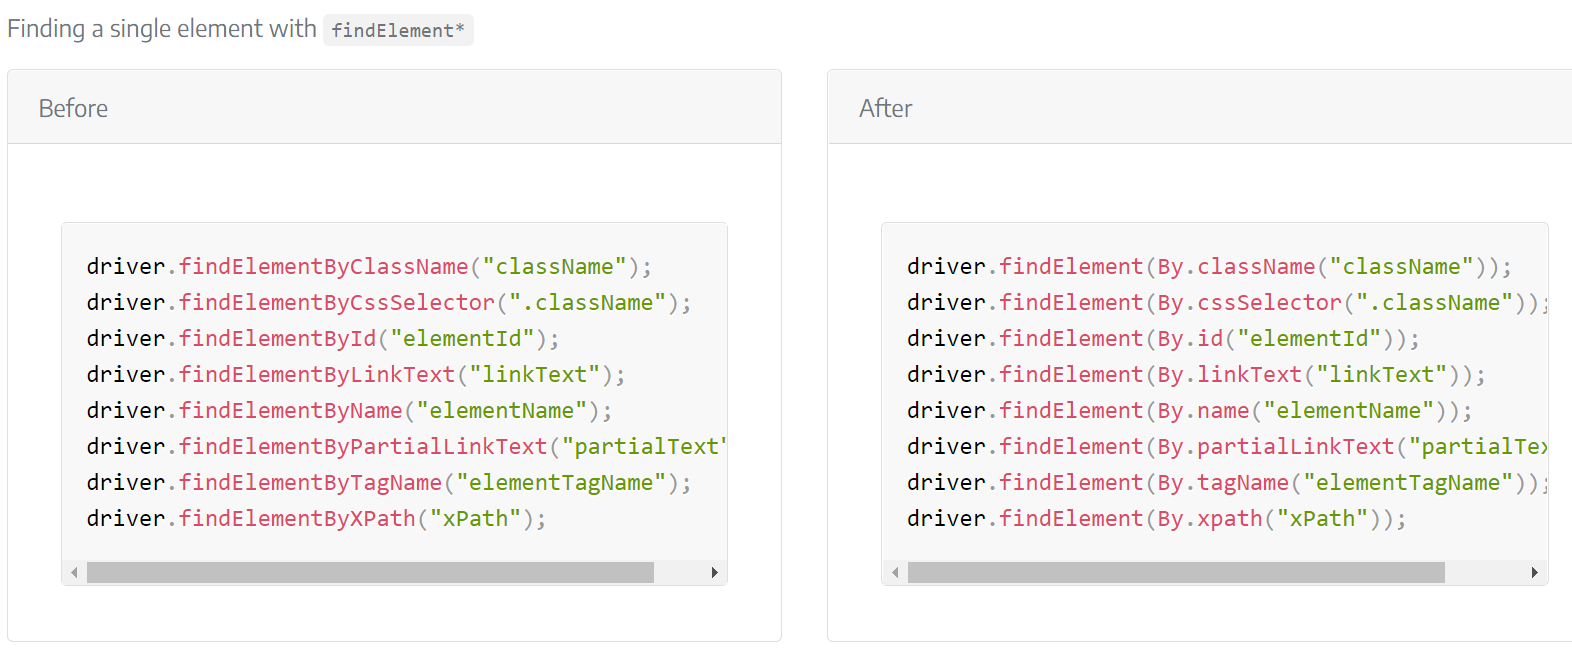 Finding a single element with findElement*
Before
driver.findElementByClassName("className");
driver.findElementByCssSelector(".className");
driver.findElementById("elementId");
driver.findElementByLinkText("linkText");
driver.findElementByName("elementName");
driver.findElementByPartialLinkText("partialText"
driver.findElementByTagName("elementTagName");
driver.findElementByXPath("xPath");
After
driver.findElement(By.className("className"));
driver.findElement(By.cssSelector(".className"));
driver.findElement(By.id("elementId"));
driver.findElement(By.linkText("linkText"));
driver.findElement(By.name("elementName"));
driver.findElement(By.partialLinkText("partialTex
driver.findElement(By.tagName("elementTagName"));
driver.findElement(By.xpath("xPath"));